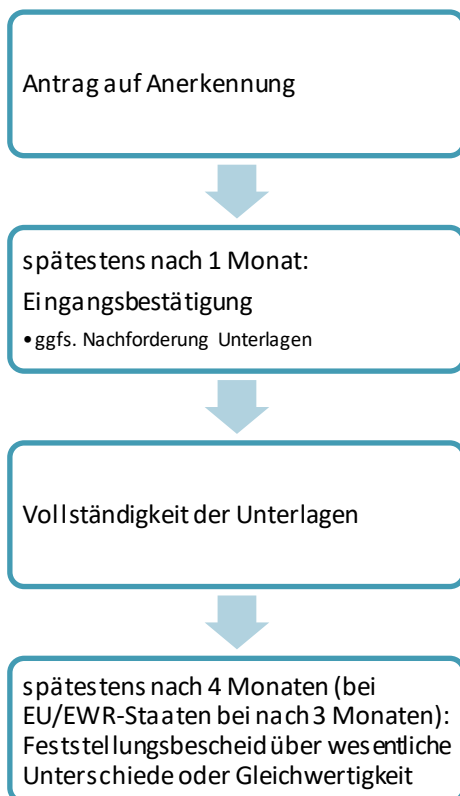 Antrag auf Anerkennung
spätestens nach 1 Monat:
Eingangsbestätigung
• ggfs. Nachforderung Unterlagen
Vollständigkeit der Unterlagen
spätestens nach 4 Monaten (bei
EU/EWR-Staaten bei nach 3 Monaten):
Feststellungsbescheid über wesentliche
Unterschiede oder Gleichwertigkeit